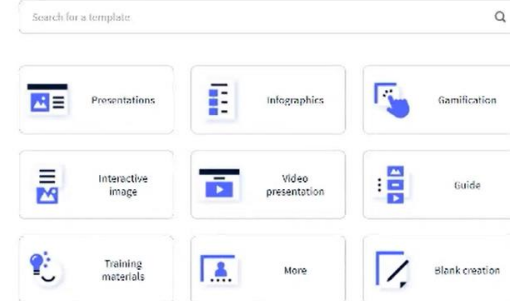 Search for a template
Presentations
Infographics
Gamification
Interactive
image
Video
presentation
Guide
Training
materials
More
Blank creation